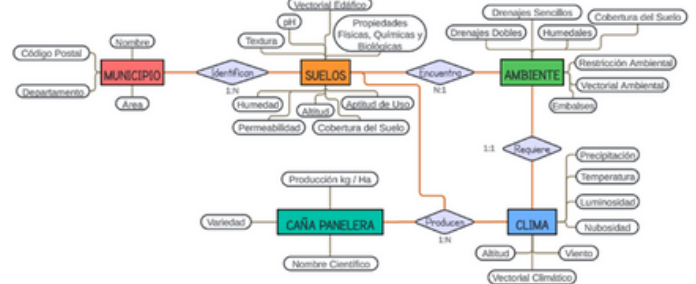 Vectorial Edáfico
pH
Propiedades
Físicas, Químicas y
Biológicas
Textura
Drenajes Sencillos
Cobertura del Suelo
Drenajes Dobles
Humedales
Código Postal
Nombre
MUNICIPIO
Identifican
1:N
SUELOS
Encuentra
N:1
AMBIENTE
Restricción Ambiental
Vectorial Ambiental
Embalses
Departamento
Área
Humedad
Altitud
Aptitud de Uso
Permeabilidad
Cobertura del Suelo
1:1
Requiere
Precipitación
Temperatura
Luminosidad
Nubosidad
Producción kg / Ha
Variedad
CAÑA PANELERA
Producen
1:N
CLIMA
Nombre Científico
Altitud
Viento
Vectorial Climático